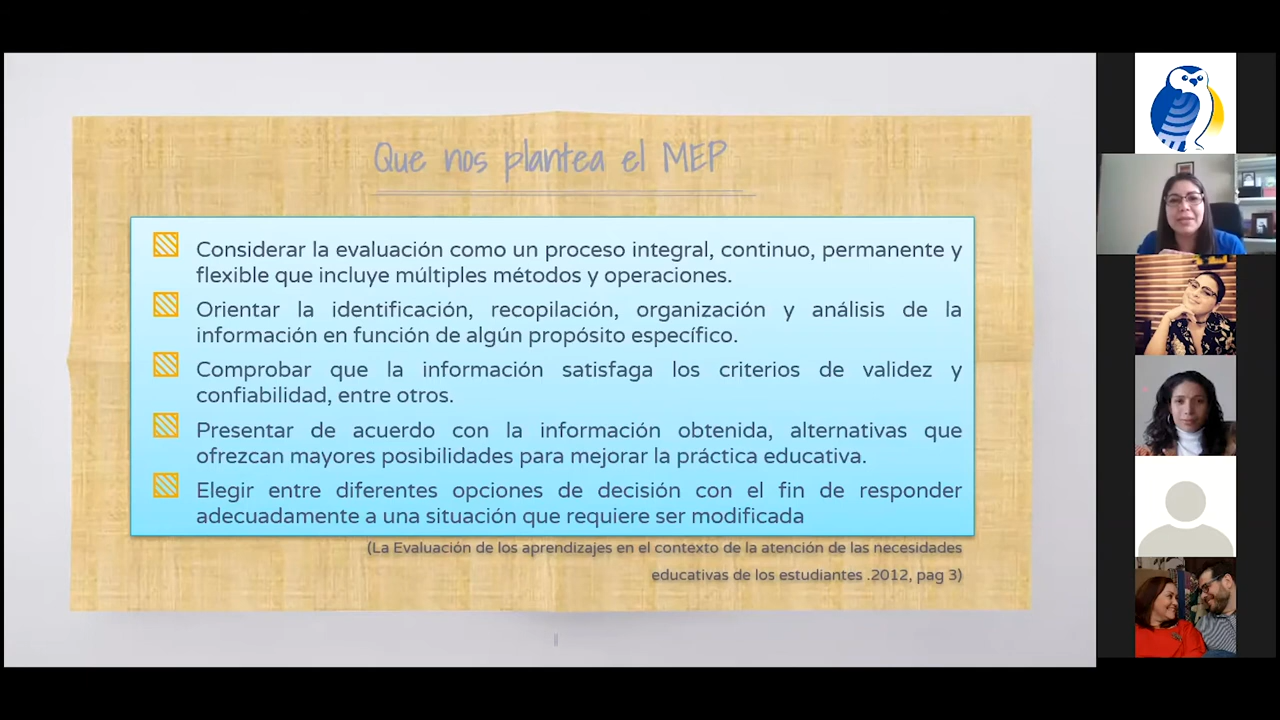 Que nos plantea el MEP
Considerar la evaluación como un proceso integral, continuo, permanente y
flexible que incluye múltiples métodos y operaciones.
Orientar la identificación, recopilación, organización y análisis de la
información en función de algún propósito específico.
Comprobar que la información satisfaga los criterios de validez y
confiabilidad, entre otros.
Presentar de acuerdo con la información obtenida, alternativas que
ofrezcan mayores posibilidades para mejorar la práctica educativa.
Elegir entre diferentes opciones de decisión con el fin de responder
adecuadamente a una situación que requiere ser modificada
(La Evaluación de los aprendizajes en el contexto de la atención de las necesidades
educativas de los estudiantes .2012, pag 3)